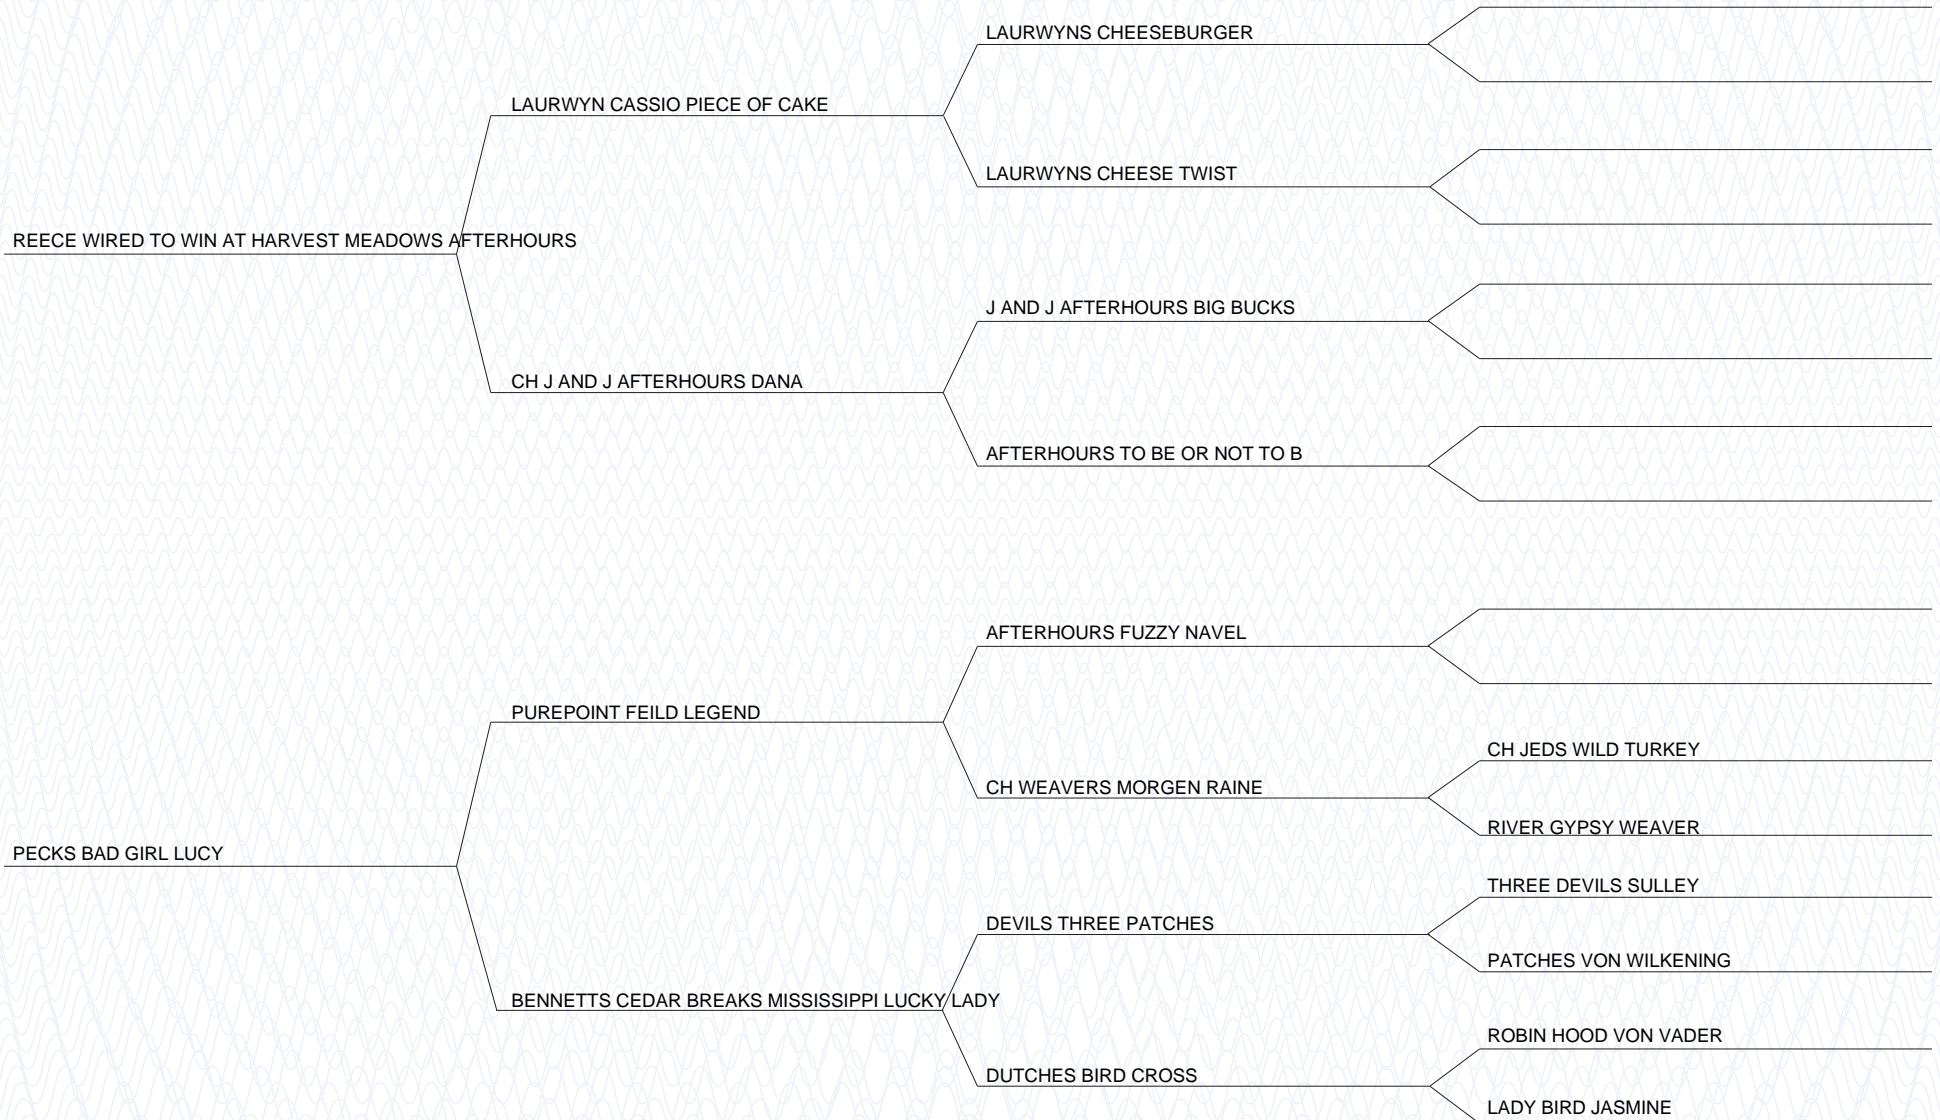 LAURWYNS CHEESEBURGER
LAURWYN CASSIO PIECE OF CAKE
LAURWYNS CHEESE TWIST
REECE WIRED TO WIN AT HARVEST MEADOWS AFTERHOURS
J AND J AFTERHOURS BIG BUCKS
CH J AND J AFTERHOURS DANA
AFTERHOURS TO BE OR NOT TO B
AFTERHOURS FUZZY NAVEL
PUREPOINT FEILD LEGEND
CH JEDS WILD TURKEY
CH WEAVERS MORGEN RAINE
RIVER GYPSY WEAVER
PECKS BAD GIRL LUCY
THREE DEVILS SULLEY
DEVILS THREE PATCHES
PATCHES VON WILKENING
BENNETTS CEDAR BREAKS MISSISSIPPI LUCKY LADY
ROBIN HOOD VON VADER
DUTCHES BIRD CROSS
LADY BIRD JASMINE